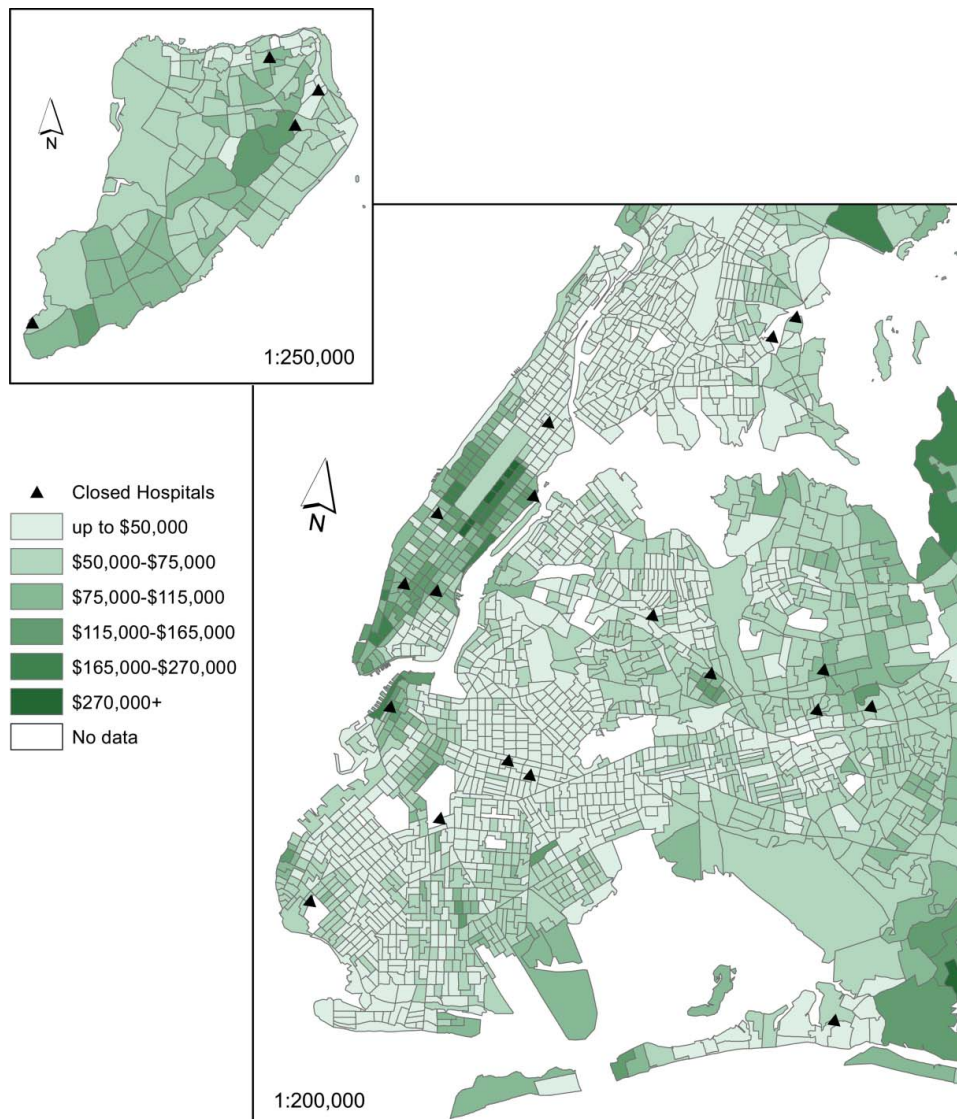 N
1:250,000
N
Closed Hospitals
up to $50,000
$50,000-$75,000
$75,000-$115,000
$115,000-$165,000
$165,000-$270,000
$270,000+
No data
1:200,000